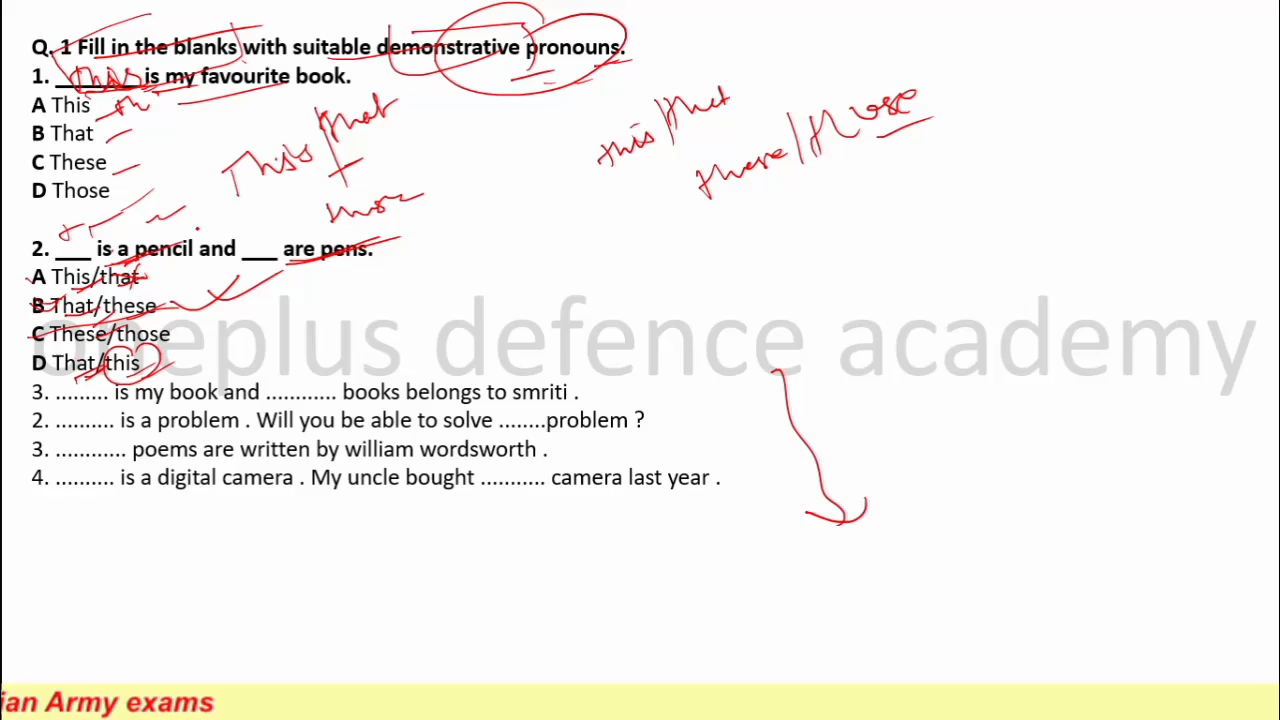 Q. 1 Fill in the blanks with suitable demonstrative pronouns.
1. this is my favourite book.
A This th
B That
C These
D Those
This/that
those
this/that
these/those
2. ___ is a pencil and ___ are pens.
A This/that
B That/these
C These/those
D That/this
oneplus defence academy
3. ......... is my book and ............ books belongs to smriti .
2. .......... is a problem . Will you be able to solve ........problem ?
3. ............ poems are written by william wordsworth .
4. .......... is a digital camera . My uncle bought ........... camera last year .
ian Army exams